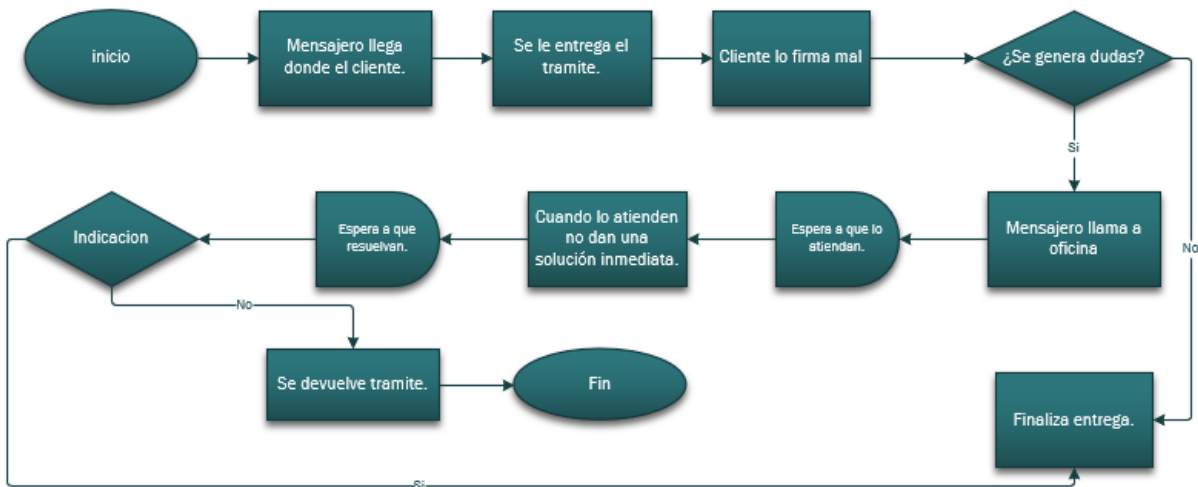 inicio
Mensajero llega
donde el cliente.
Se le entrega el
tramite.
Cliente lo firma mal
¿Se genera dudas?
Si
No
Mensajero llama a
oficina
Espera a que lo
atiendan.
Cuando lo atienden
no dan una
solución inmediata.
Espera a que
resuelvan.
Indicacion
No
Se devuelve tramite.
Fin
Finaliza entrega.
Si